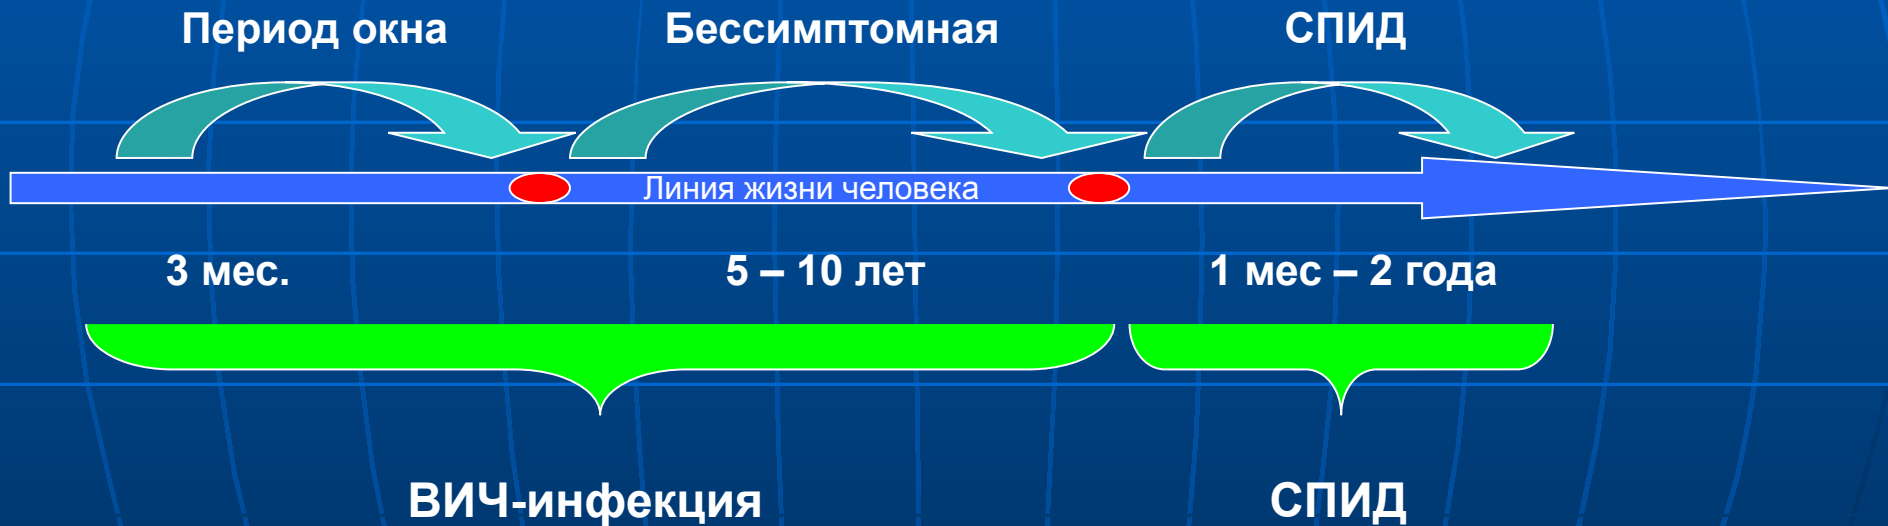 Период окна
Бессимптомная
СПИД
Линия жизни человека
3 мес.
5 – 10 лет
1 мес – 2 года
ВИЧ-инфекция
СПИД